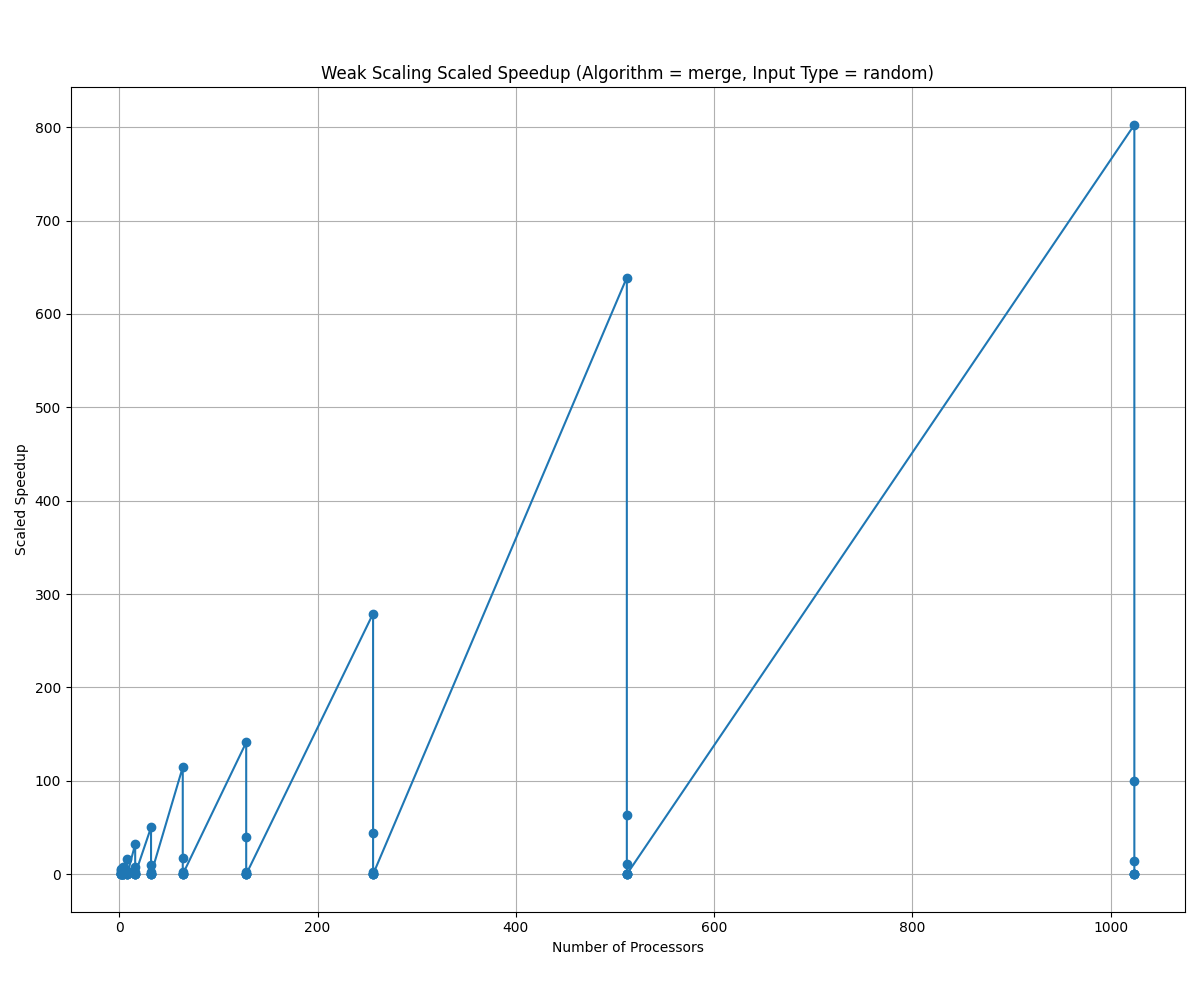 Weak Scaling Scaled Speedup (Algorithm = merge, Input Type = random)
800
700
600
500
400
300
200
100
0
Scaled Speedup
0 200 400 600 800 1000
Number of Processors